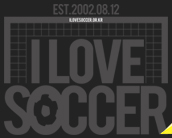 EST.2002.08.12
ILOVESOCCER.OR.KR
I LOVE
SOCCER